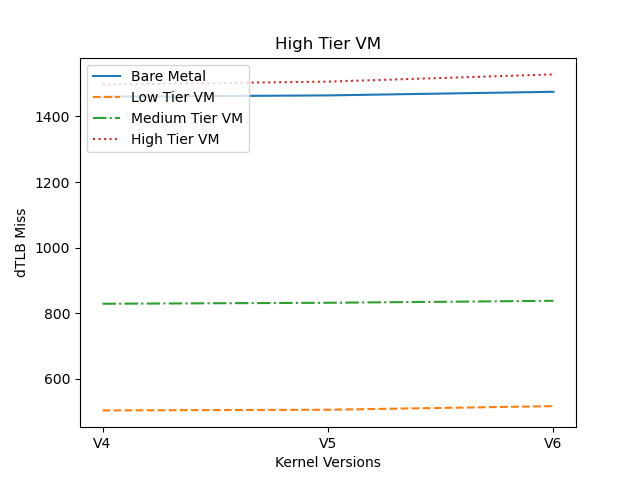 High Tier VM
Bare Metal
Low Tier VM
Medium Tier VM
High Tier VM
dTLB Miss
1400
1200
1000
800
600
V4 V5 V6
Kernel Versions